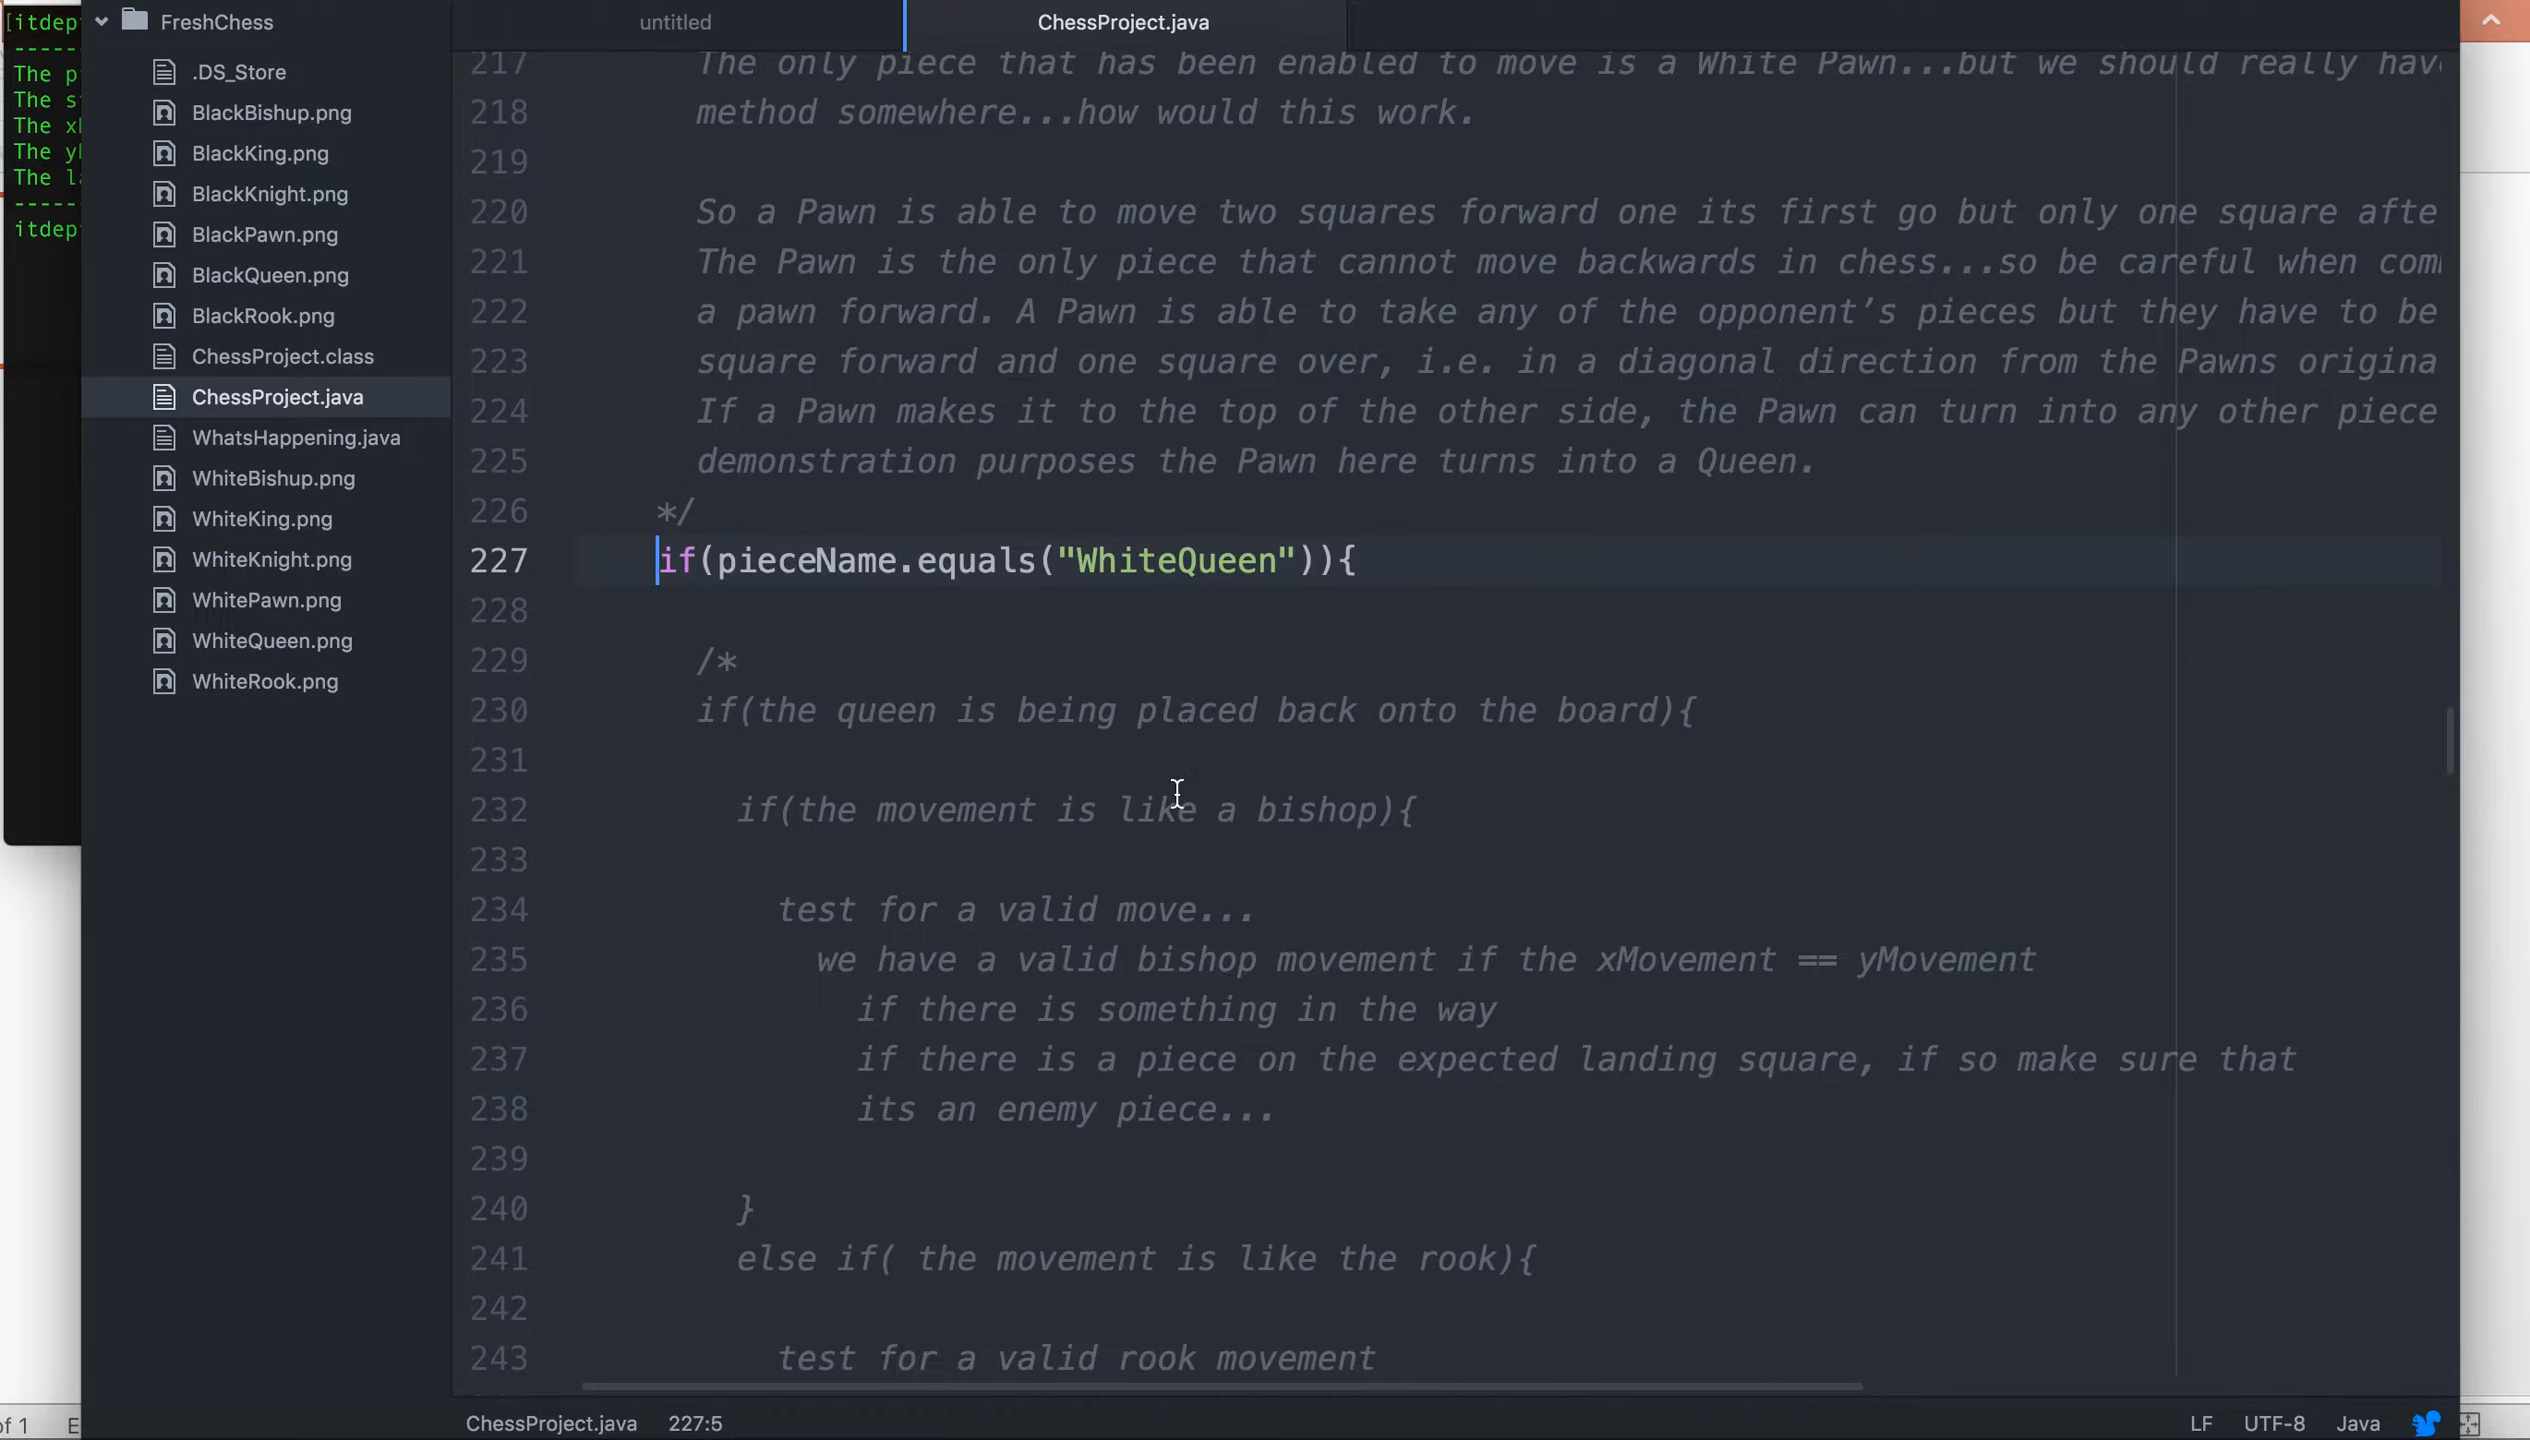 [itdep
FreshChess
untitled
ChessProject.java
------
The p
The s
The x
The y
The la
------
itdep
.DS_Store
BlackBishup.png
BlackKing.png
BlackKnight.png
BlackPawn.png
BlackQueen.png
BlackRook.png
ChessProject.class
ChessProject.java
WhatsHappening.java
WhiteBishup.png
WhiteKing.png
WhiteKnight.png
WhitePawn.png
WhiteQueen.png
WhiteRook.png
217 The only piece that has been enabled to move is a White Pawn...but we should really hav
218 method somewhere...how would this work.
219
220 So a Pawn is able to move two squares forward one its first go but only one square afte
221 The Pawn is the only piece that cannot move backwards in chess...so be careful when com
222 a pawn forward. A Pawn is able to take any of the opponent’s pieces but they have to be
223 square forward and one square over, i.e. in a diagonal direction from the Pawns origina
224 If a Pawn makes it to the top of the other side, the Pawn can turn into any other piece
225 demonstration purposes the Pawn here turns into a Queen.
226 */
227 if(pieceName.equals("WhiteQueen")){
228
229 /*
230 if(the queen is being placed back onto the board){
231
232 if(the movement is like a bishop){
233
234 test for a valid move...
235 we have a valid bishop movement if the xMovement == yMovement
236 if there is something in the way
237 if there is a piece on the expected landing square, if so make sure that
238 its an enemy piece...
239
240 }
241 else if( the movement is like the rook){
242
243 test for a valid rook movement
of 1 E
ChessProject.java 227:5
LF UTF-8 Java